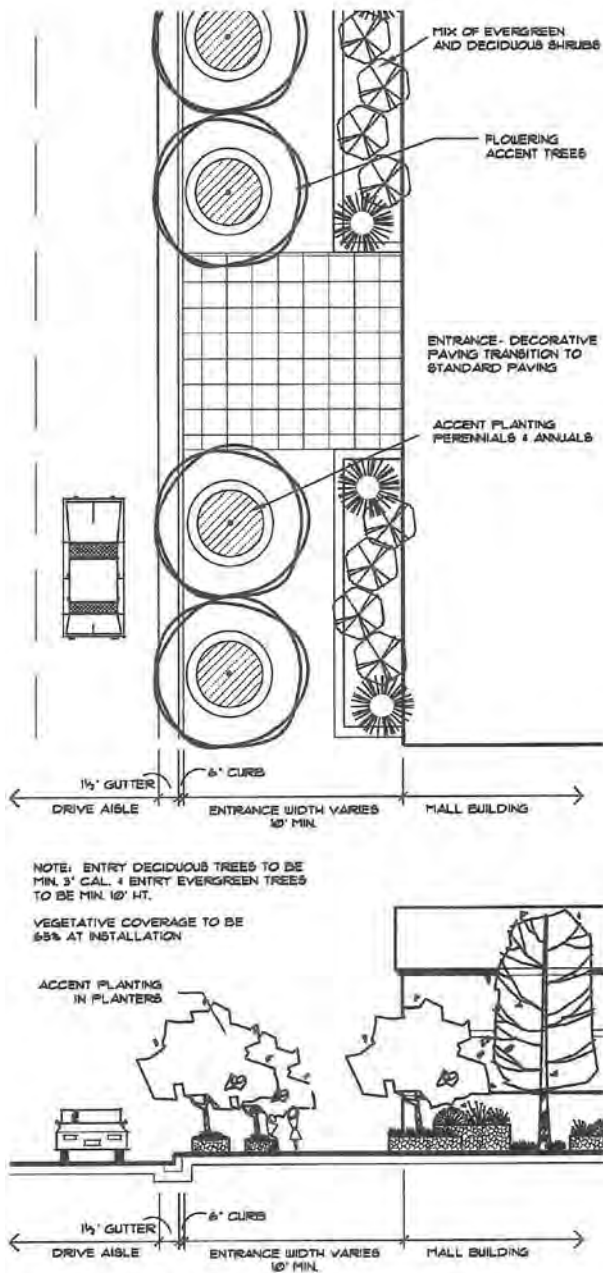 MIX OF EVERGREEN
AND DECIDUOUS SHRUBS
FLOWERING
ACCENT TREES
ENTRANCE - DECORATIVE
PAVING TRANSITION TO
STANDARD PAVING
ACCENT PLANTING
PERENNIALS & ANNUALS
1½' GUTTER
6" CURB
DRIVE AISLE
ENTRANCE WIDTH VARIES
10' MIN.
MALL BUILDING
NOTE: ENTRY DECIDUOUS TREES TO BE
MIN. 3" CAL. & ENTRY EVERGREEN TREES
TO BE MIN. 10' HT.
VEGETATIVE COVERAGE TO BE
65% AT INSTALLATION
ACCENT PLANTING
IN PLANTERS
1½' GUTTER
6" CURB
DRIVE AISLE
ENTRANCE WIDTH VARIES
10' MIN.
MALL BUILDING